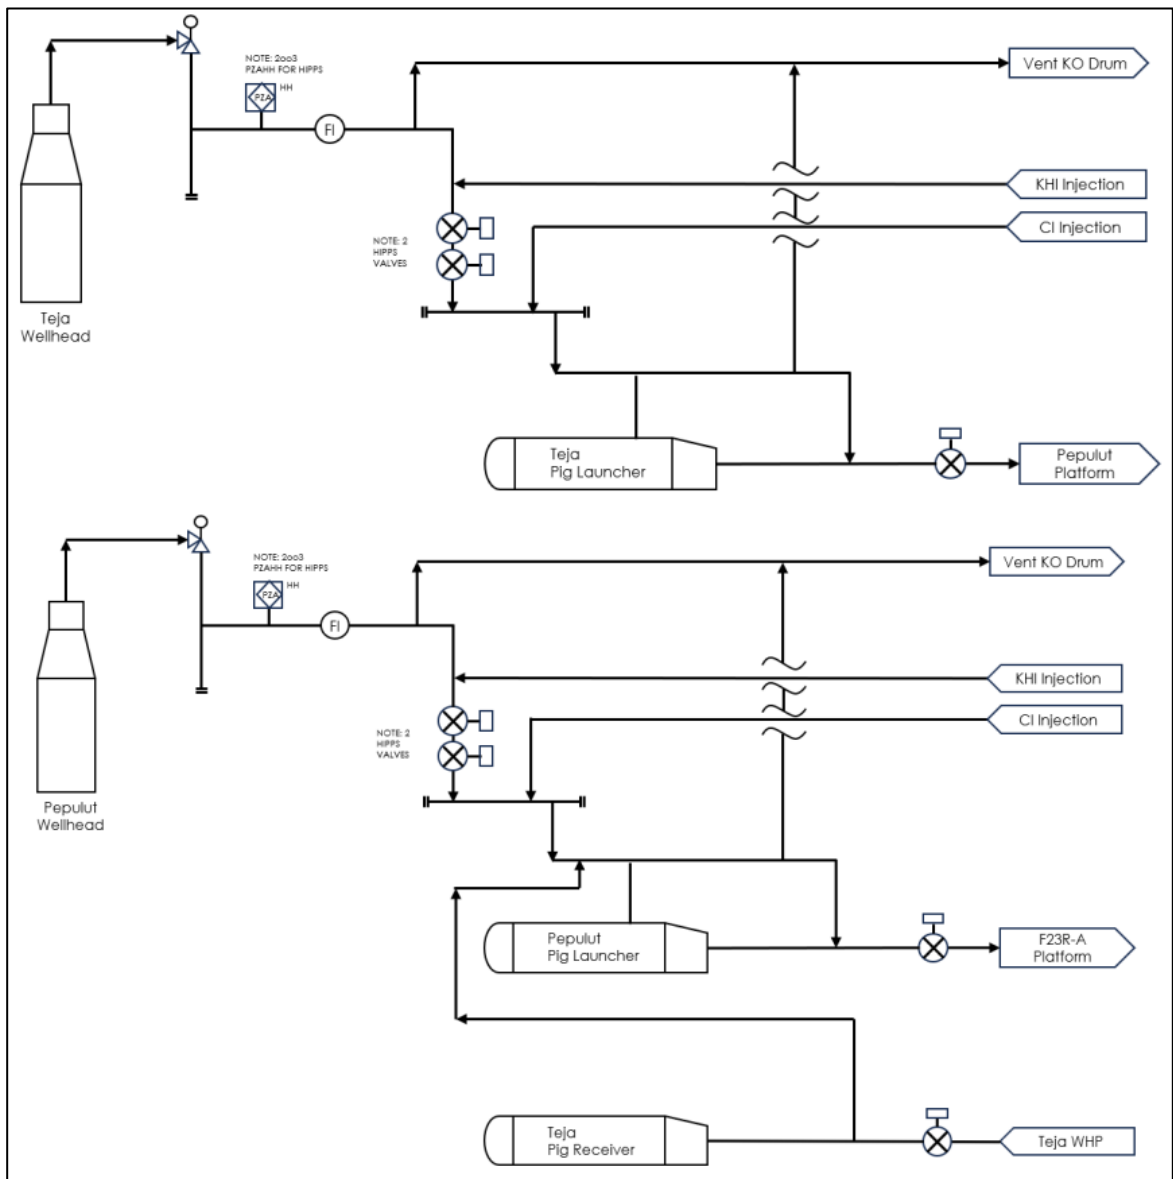 NOTE: 2oo3
PZAHH FOR HIPPS
PZA
HH
FI
Vent KO Drum
KHI Injection
CI Injection
NOTE: 2
HIPPS
VALVES
Teja
Wellhead
Teja
Pig Launcher
Pepulut
Platform
NOTE: 2oo3
PZAHH FOR HIPPS
PZA
HH
FI
Vent KO Drum
KHI Injection
CI Injection
NOTE: 2
HIPPS
VALVES
Pepulut
Wellhead
Pepulut
Pig Launcher
F23R-A
Platform
Teja
Pig Receiver
Teja WHP